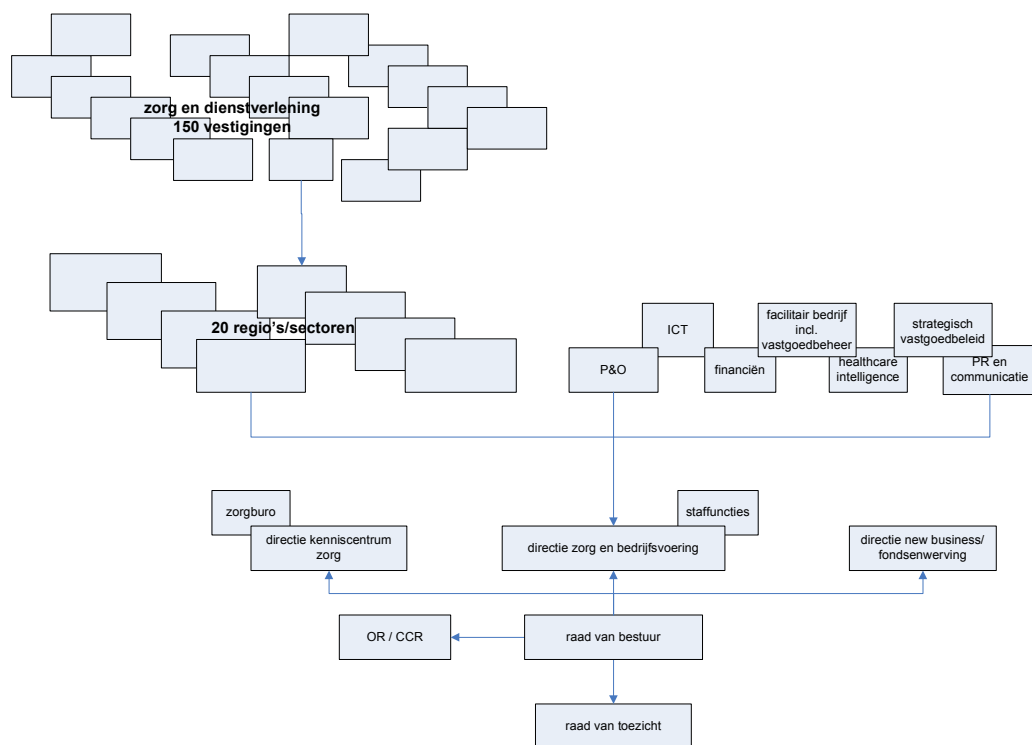 zorg en dienstverlening
150 vestigingen
20 regio's/sectoren
ICT
facilitair bedrijf
incl.
vastgoedbeheer
strategisch
vastgoedbeleid
P&O
financiën
healthcare
intelligence
PR en
communicatie
zorgburo
staffuncties
directie kenniscentrum
zorg
directie zorg en bedrijfsvoering
directie new business/
fondsenwerving
OR / CCR
raad van bestuur
raad van toezicht